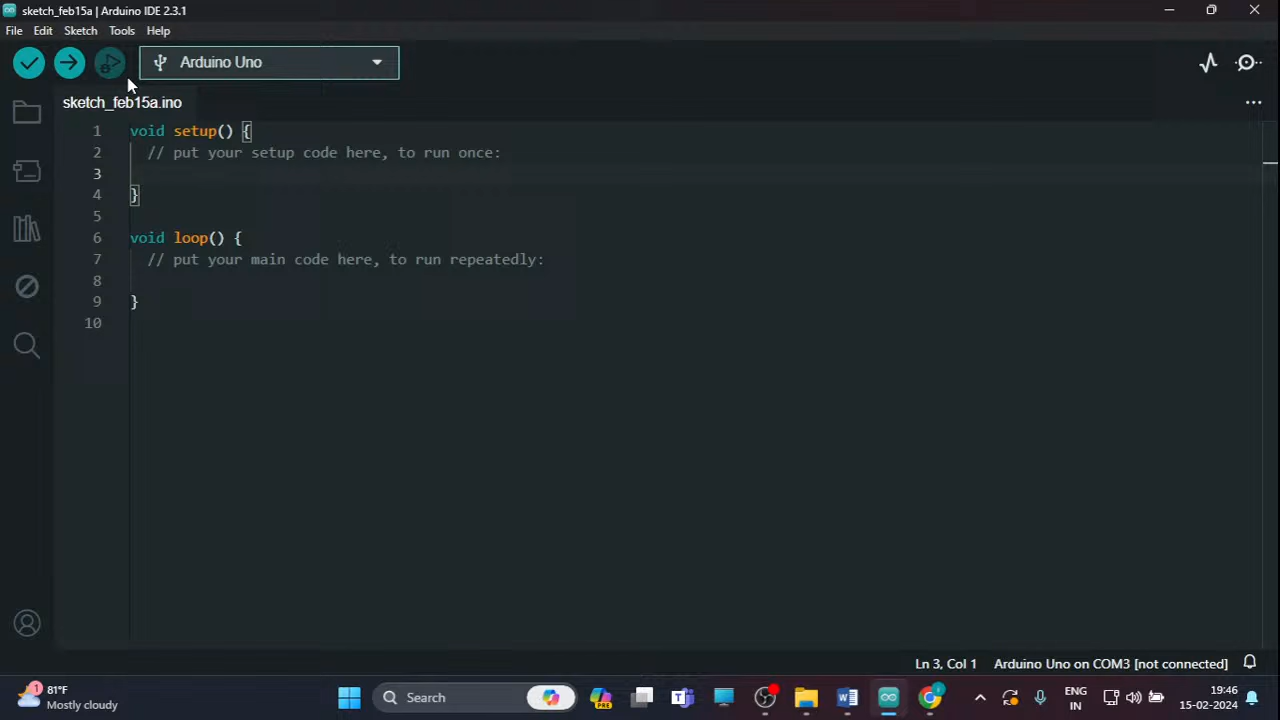 sketch_feb15a | Arduino IDE 2.3.1
File Edit Sketch Tools Help
Arduino Uno
sketch_feb15a.ino
1 void setup() {
2 // put your setup code here, to run once:
3
4 }
5
6 void loop() {
7 // put your main code here, to run repeatedly:
8
9 }
10
Ln 3, Col 1 Arduino Uno on COM3 [not connected]
1 81°F
Mostly cloudy
Search
PRE
ENG
IN
19:46
15-02-2024